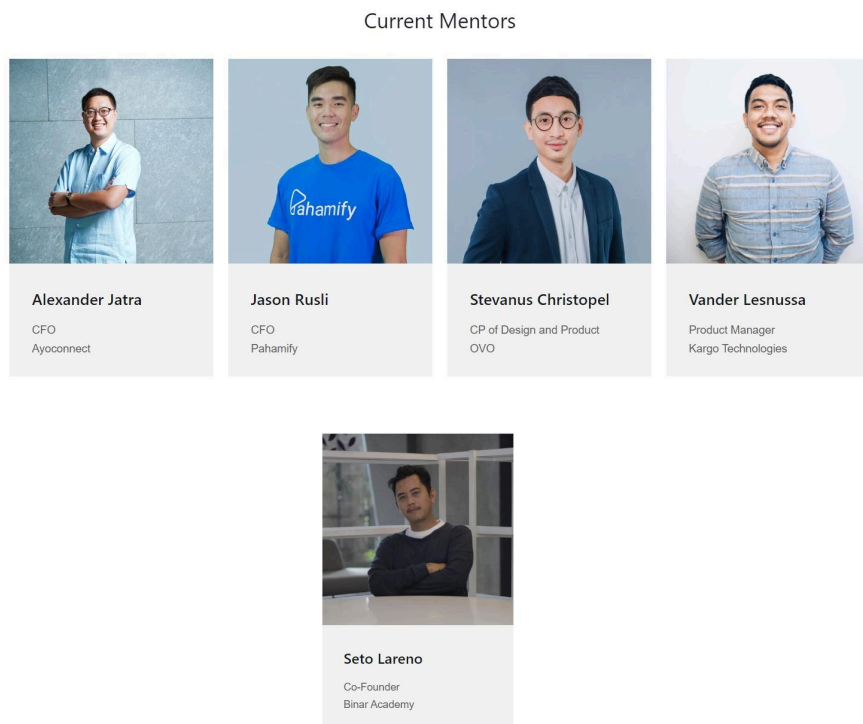 Current Mentors
Pahamify
Alexander Jatra
CFO
Ayoconnect
Jason Rusli
CFO
Pahamify
Stevanus Christopel
CP of Design and Product
OVO
Vander Lesnussa
Product Manager
Kargo Technologies
Seto Lareno
Co-Founder
Binar Academy